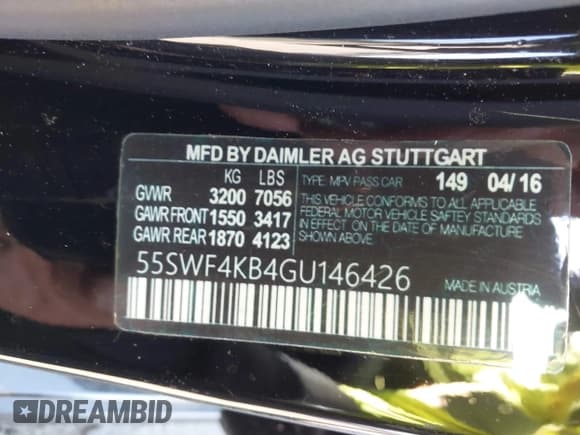 MFD BY DAIMLER AG STUTTGART
KG LBS
GVWR 3200 7056
GAWR FRONT 1550 3417
GAWR REAR 1870 4123
TYPE: MPV PASS CAR 149 04/16
THIS VEHICLE CONFORMS TO ALL APPLICABLE
FEDERAL MOTOR VEHICLE SAFTEY STANDARDS
IN EFFECT ON THE DATE OF MANUFACTURE
SHOWN ABOVE.
55SWF4KB4GU146426
MADE IN AUSTRIA
DREAMBID